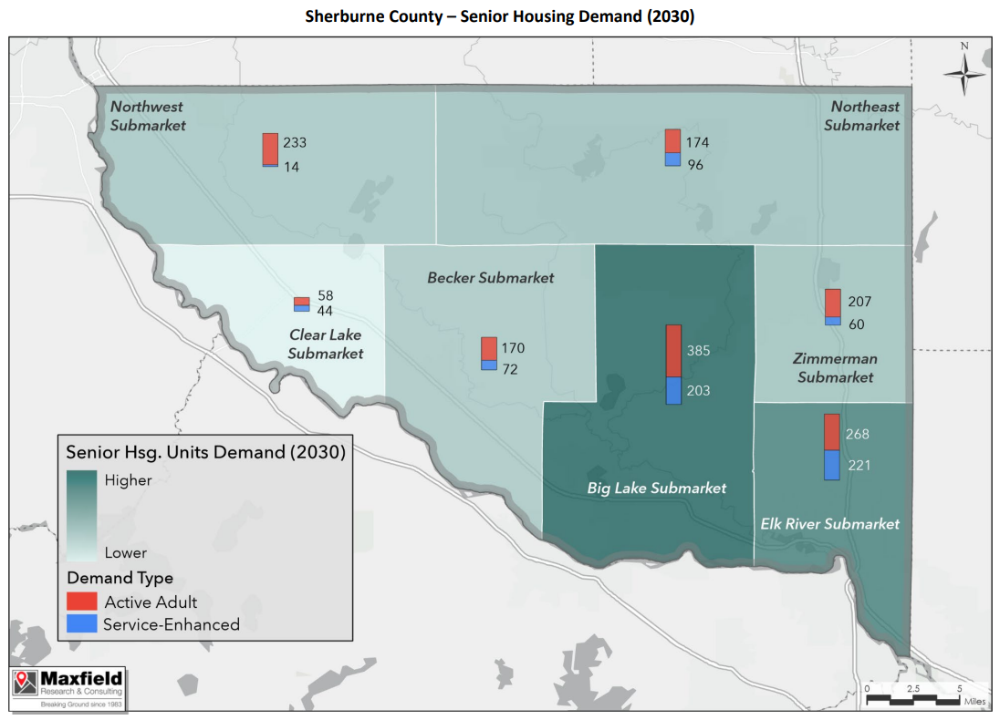 Sherburne County – Senior Housing Demand (2030)
N
Northwest
Submarket
233
14
174
96
Northeast
Submarket
58
44
Clear Lake
Submarket
Becker Submarket
170
72
385
203
Big Lake Submarket
207
60
Zimmerman
Submarket
268
221
Elk River Submarket
Senior Hsg. Units Demand (2030)
Higher
Lower
Demand Type
Active Adult
Service-Enhanced
Maxfield
Research & Consulting
Breaking Ground since 1983
0 2.5 5
Miles